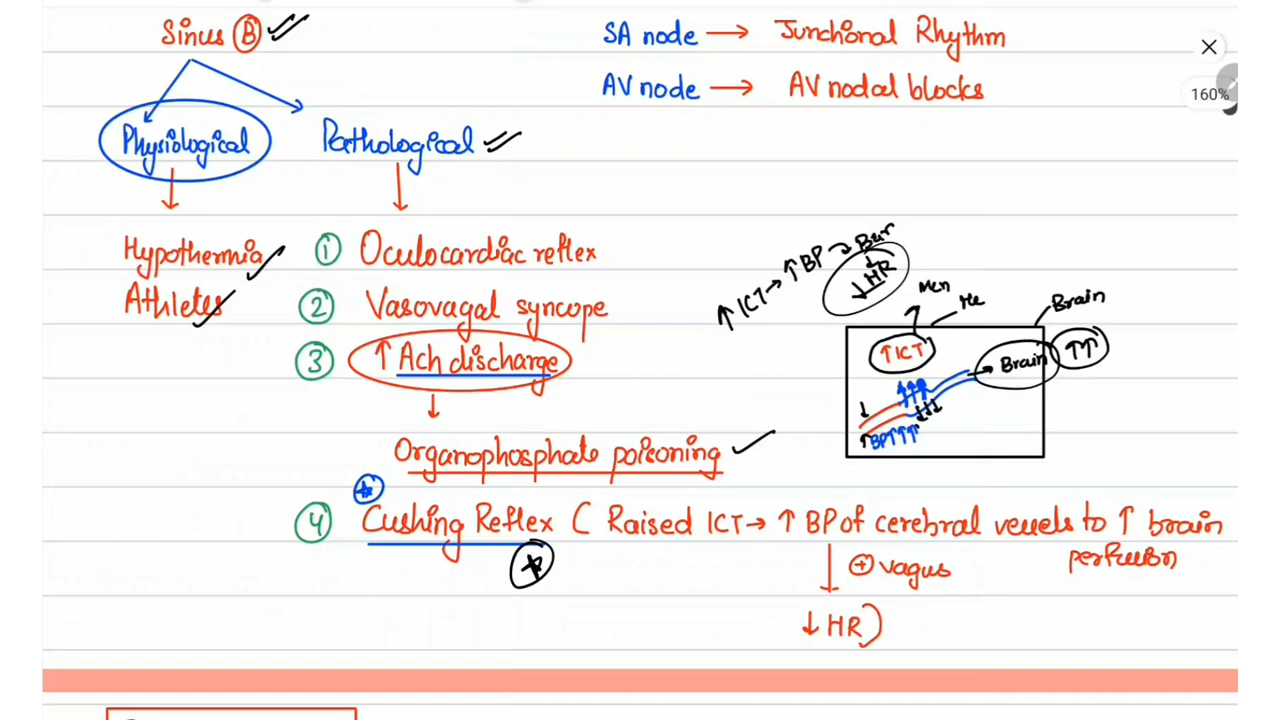 Sinus Ⓑ
SA node → Junctional Rhythm
AV node → AV nodal blocks
160%
Physiological
Pathological
Hypothermia
Athletes
① Oculocardiac reflex
② Vasovagal syncope
③ ↑ Ach discharge
Organophosphate poisoning
↑ ICT → ↑ BP →
↓ HR
Brain
↑ ICT
Brain ↑↑
↑BP↑↑↑
④ Cushing Reflex ( Raised ICT → ↑ BP of cerebral vessels to ↑ brain
perfusion
⊕ vagus
↓ HR)